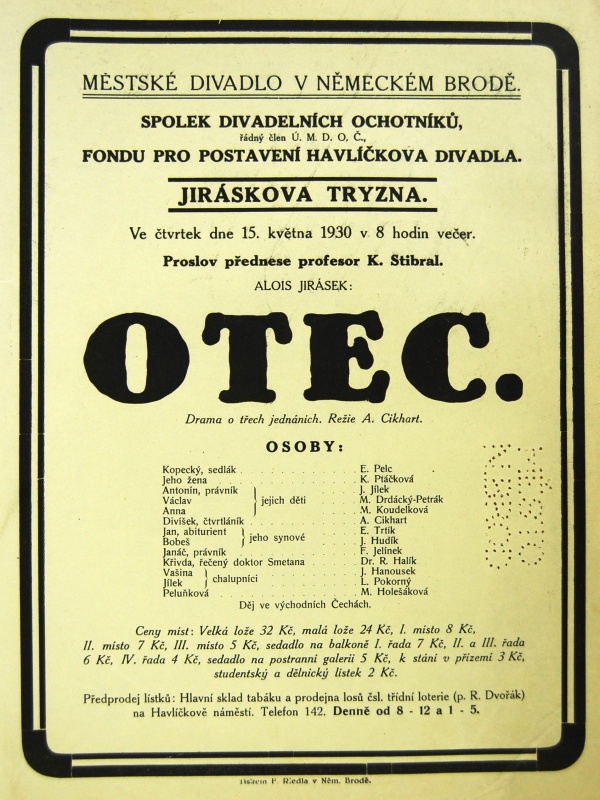 MĚSTSKÉ DIVADLO V NĚMECKÉM BRODĚ.
SPOLEK DIVADELNÍCH OCHOTNÍKŮ,
řádný člen Ú. M. D. O. Č.,
FONDU PRO POSTAVENÍ HAVLÍČKOVA DIVADLA.
JIRÁSKOVA TRYZNA.
Ve čtvrtek dne 15. května 1930 v 8 hodin večer.
Proslov přednese profesor K. Stibral.
ALOIS JIRÁSEK:
OTEC.
Drama o třech jednáních. Režie A. Cikhart.
OSOBY:
Kopecký, sedlák . . . E. Pelc
Jeho žena . . . K. Ptáčková
Antonín, právník } J. Jílek
Václav } jejich děti . . . M. Drdácký-Petrák
Anna } M. Koudelková
Divíšek, čtvrtláník . . . A. Cikhart
Jan, abiturient } jeho synové . . . E. Trtík
Bobeš } J. Hudík
Janáč, právník . . . F. Jelínek
Křivda, řečený doktor Smetana . . . Dr. R. Halík
Vašina } chalupníci . . . J. Hanousek
Jílek } L. Pokorný
Peluňková . . . M. Holešáková
Děj ve východních Čechách.
Ceny míst: Velká lože 32 Kč, malá lože 24 Kč, I. místo 8 Kč,
II. místo 7 Kč, III. místo 5 Kč, sedadlo na balkoně I. řada 7 Kč, II. a III. řada
6 Kč, IV. řada 4 Kč, sedadlo na postranní galerii 5 Kč, k stání v přízemí 3 Kč,
studentský a dělnický lístek 2 Kč.
Předprodej lístků: Hlavní sklad tabáku a prodejna losů čsl. třídní loterie (p. R. Dvořák)
na Havlíčkově náměstí. Telefon 142. Denně od 8 - 12 a 1 - 5.
Tiskem F. Riedla v Něm. Brodě.